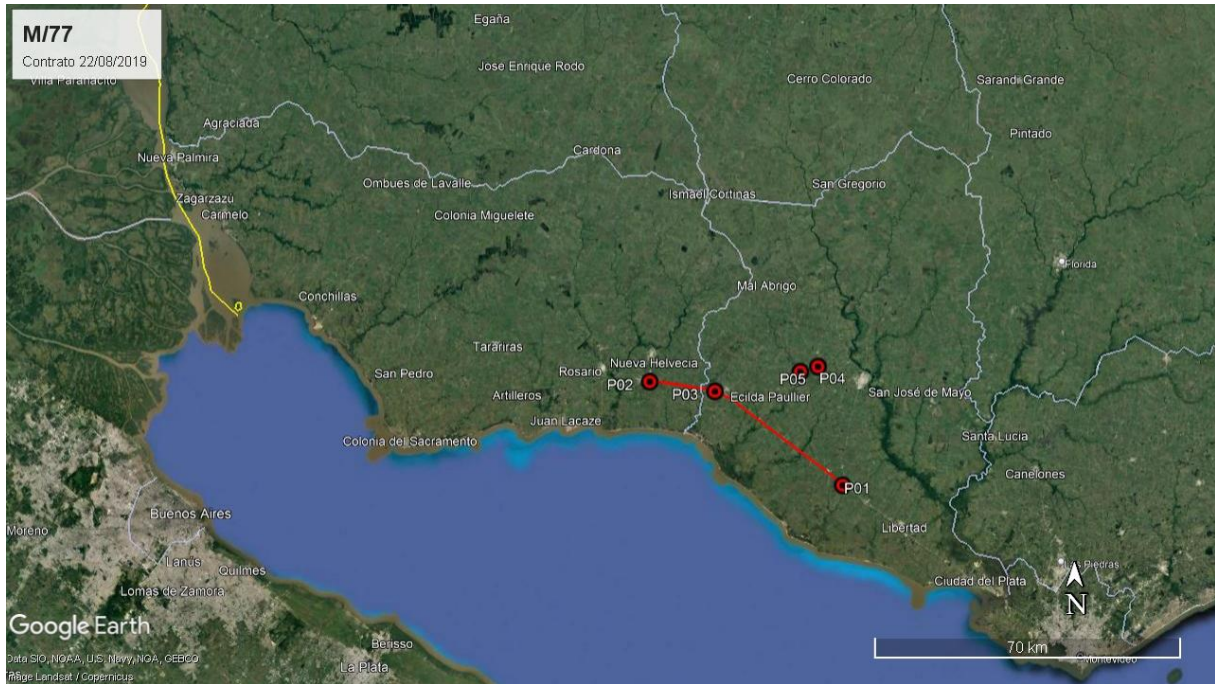 M/77
Contrato 22/08/2019
Villa Paranacito
Egaña
Jose Enrique Rodo
Cerro Colorado
Sarandi Grande
Agraciada
Pintado
Nueva Palmira
Cardona
Ombues de Lavalle
Ismael Cortinas
San Gregorio
Zagarzazu
Carmelo
Colonia Miguelete
Florida
Mal Abrigo
Conchillas
Tarariras
Nueva Helvecia
San Pedro
Rosario
P02
P03
Ecilda Paullier
P05
P04
San José de Mayo
Artilleros
Juan Lacaze
Colonia del Sacramento
Santa Lucia
Canelones
P01
Buenos Aires
Libertad
Moreno
Lanús
Quilmes
Lomas de Zamora
Las Piedras
Ciudad del Plata
N
Google Earth
Berisso
70 km
La Plata
Montevideo
Data SIO, NOAA, U.S. Navy, NGA, GEBCO
Image Landsat / Copernicus